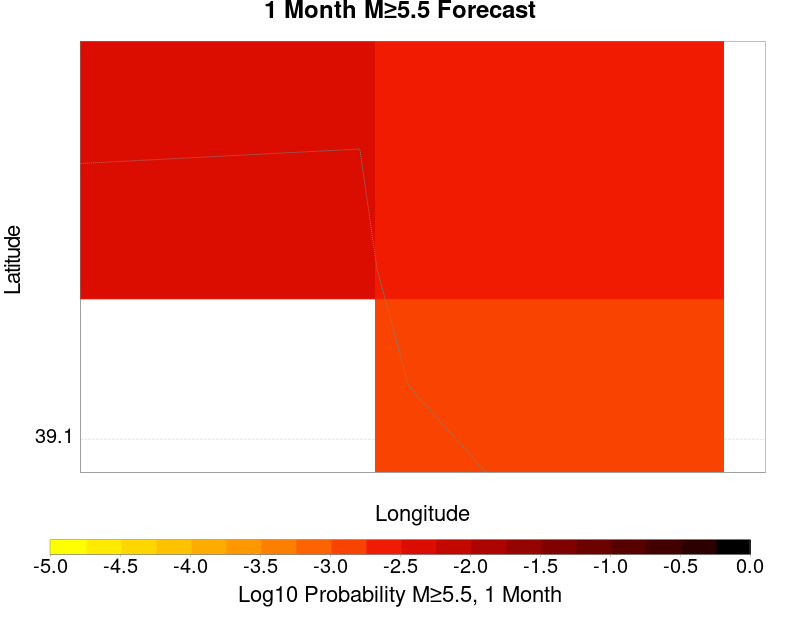 1 Month M≥5.5 Forecast
Latitude
39.1
Longitude
-5.0 -4.5 -4.0 -3.5 -3.0 -2.5 -2.0 -1.5 -1.0 -0.5 0.0
Log10 Probability M≥5.5, 1 Month